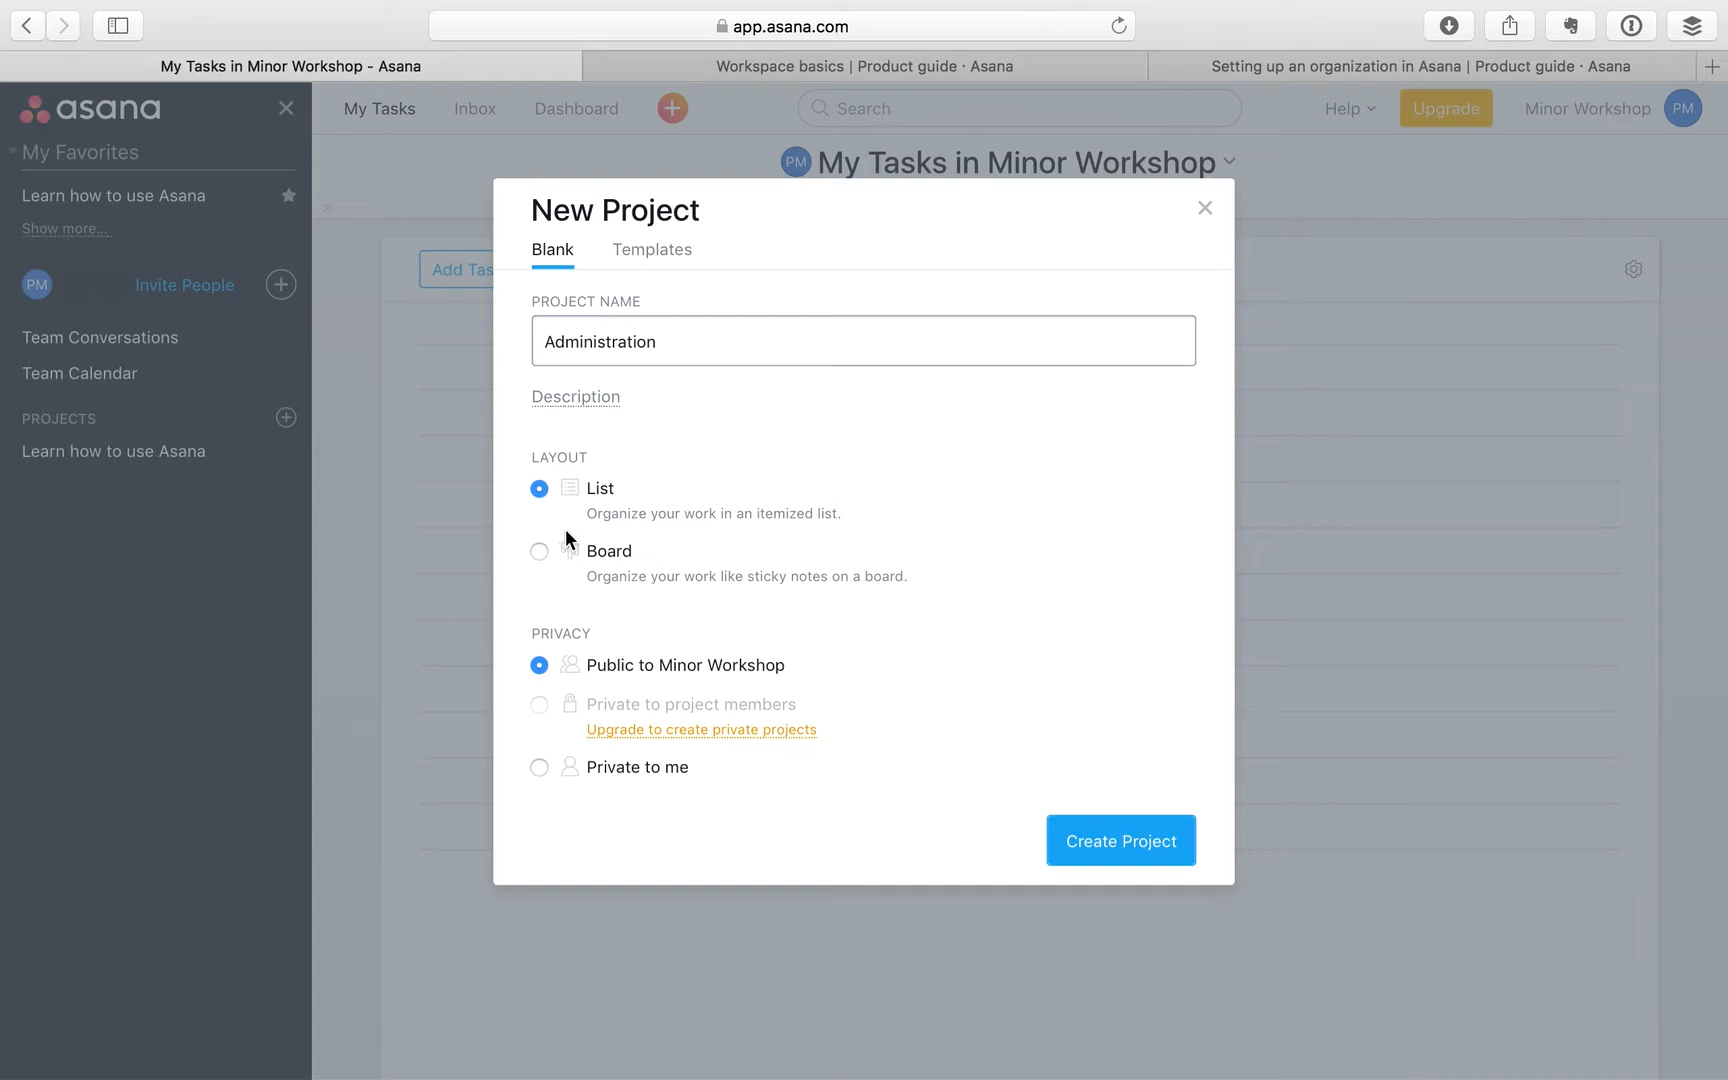 app.asana.com
My Tasks in Minor Workshop - Asana
Workspace basics | Product guide · Asana
Setting up an organization in Asana | Product guide · Asana
asana
My Tasks
Inbox
Dashboard
Search
Help
Upgrade
Minor Workshop
PM
My Favorites
PM
My Tasks in Minor Workshop
Learn how to use Asana
Show more...
PM
Invite People
Team Conversations
Team Calendar
PROJECTS
Learn how to use Asana
Add Tas
New Project
Blank
Templates
PROJECT NAME
Administration
Description
LAYOUT
List
Organize your work in an itemized list.
Board
Organize your work like sticky notes on a board.
PRIVACY
Public to Minor Workshop
Private to project members
Upgrade to create private projects
Private to me
Create Project